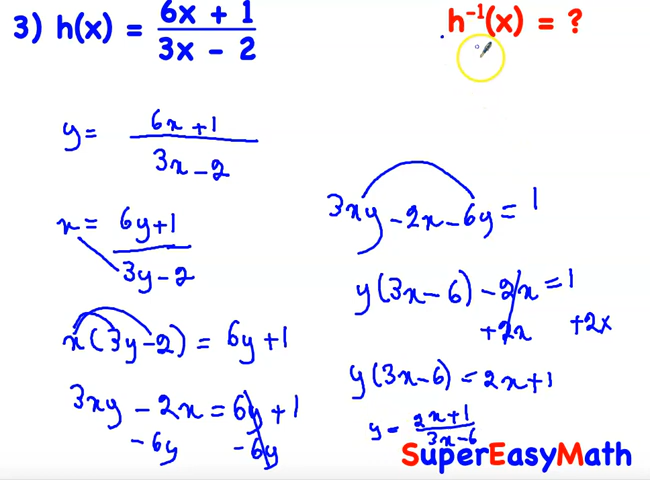 3) h(x) = (6x + 1)/(3x - 2)
h⁻¹(x) = ?
y = (6x + 1)/(3x - 2)
x = (6y + 1)/(3y - 2)
x(3y - 2) = 6y + 1
3xy - 2x = 6y + 1
- 6y - 6y
3xy - 2x - 6y = 1
y(3x - 6) - 2x = 1
+2x +2x
y(3x - 6) = 2x + 1
y = (2x + 1)/(3x - 6)
SuperEasyMath